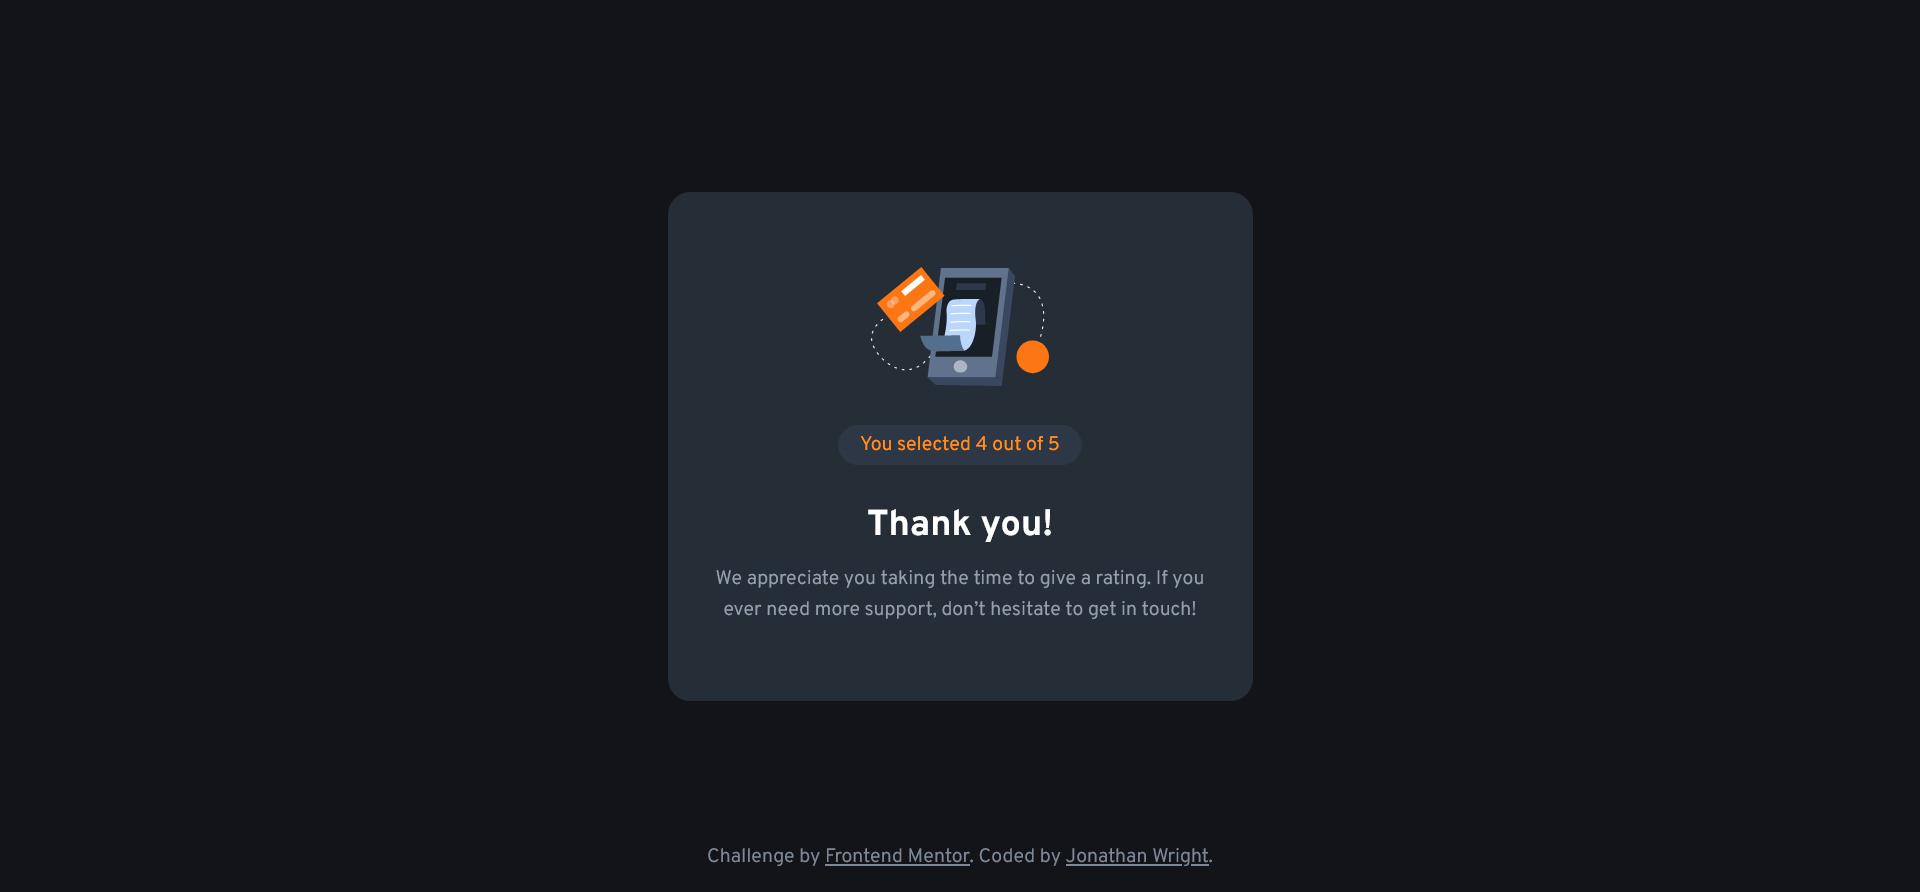 You selected 4 out of 5
Thank you!
We appreciate you taking the time to give a rating. If you
ever need more support, don’t hesitate to get in touch!
Challenge by Frontend Mentor. Coded by Jonathan Wright.